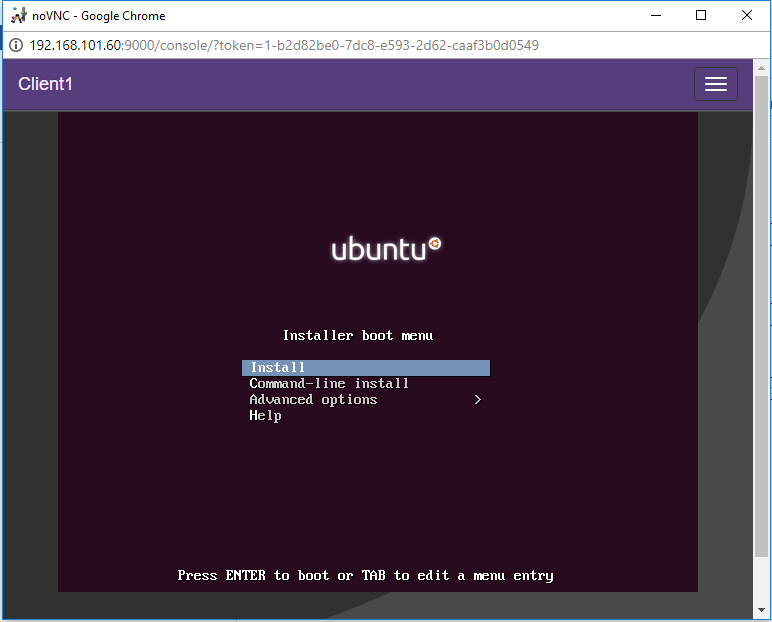 noVNC - Google Chrome
192.168.101.60:9000/console/?token=1-b2d82be0-7dc8-e593-2d62-caaf3b0d0549
Client1
ubuntu
Installer boot menu
Install
Command-line install
Advanced options >
Help
Press ENTER to boot or TAB to edit a menu entry